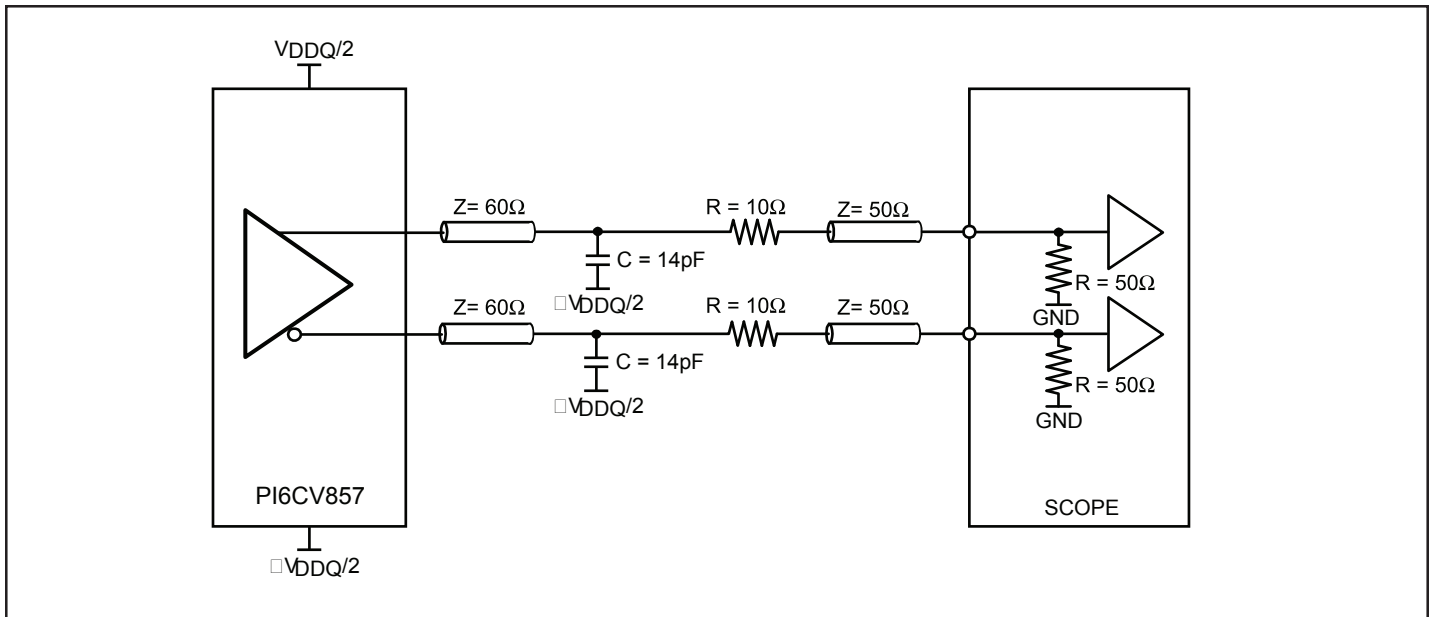 VDDQ/2
Z= 60Ω
R = 10Ω
Z= 50Ω
C = 14pF
□VDDQ/2
R = 50Ω
GND
Z= 60Ω
R = 10Ω
Z= 50Ω
C = 14pF
□VDDQ/2
R = 50Ω
GND
PI6CV857
SCOPE
□VDDQ/2